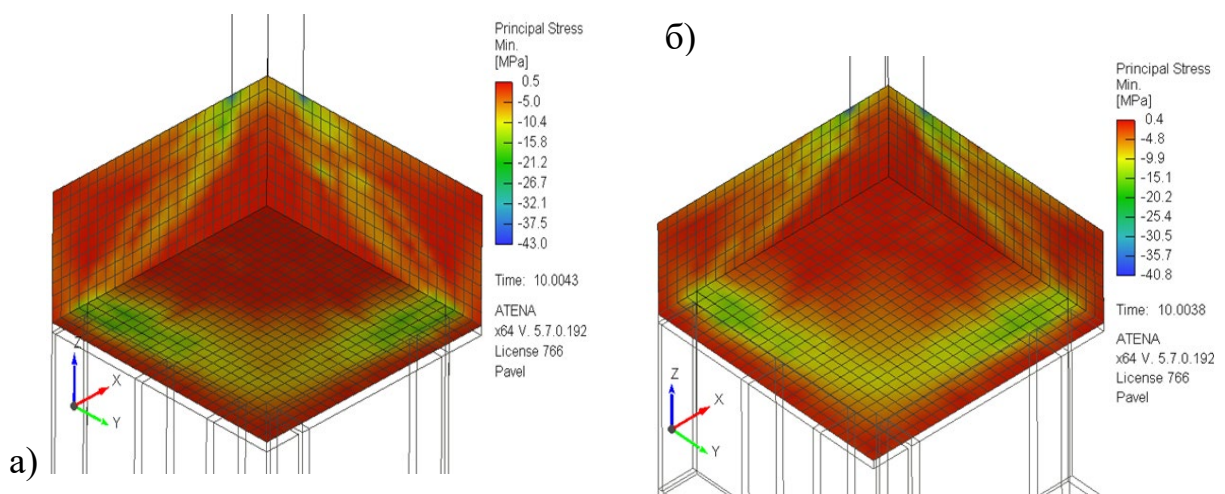 Principal Stress
Min.
[MPa]
0.5
-5.0
-10.4
-15.8
-21.2
-26.7
-32.1
-37.5
-43.0
Time: 10.0043
ATENA
x64 V. 5.7.0.192
License 766
Pavel
Z
X
Y
а)
б)
Principal Stress
Min.
[MPa]
0.4
-4.8
-9.9
-15.1
-20.2
-25.4
-30.5
-35.7
-40.8
Time: 10.0038
ATENA
x64 V. 5.7.0.192
License 766
Pavel
Z
X
Y